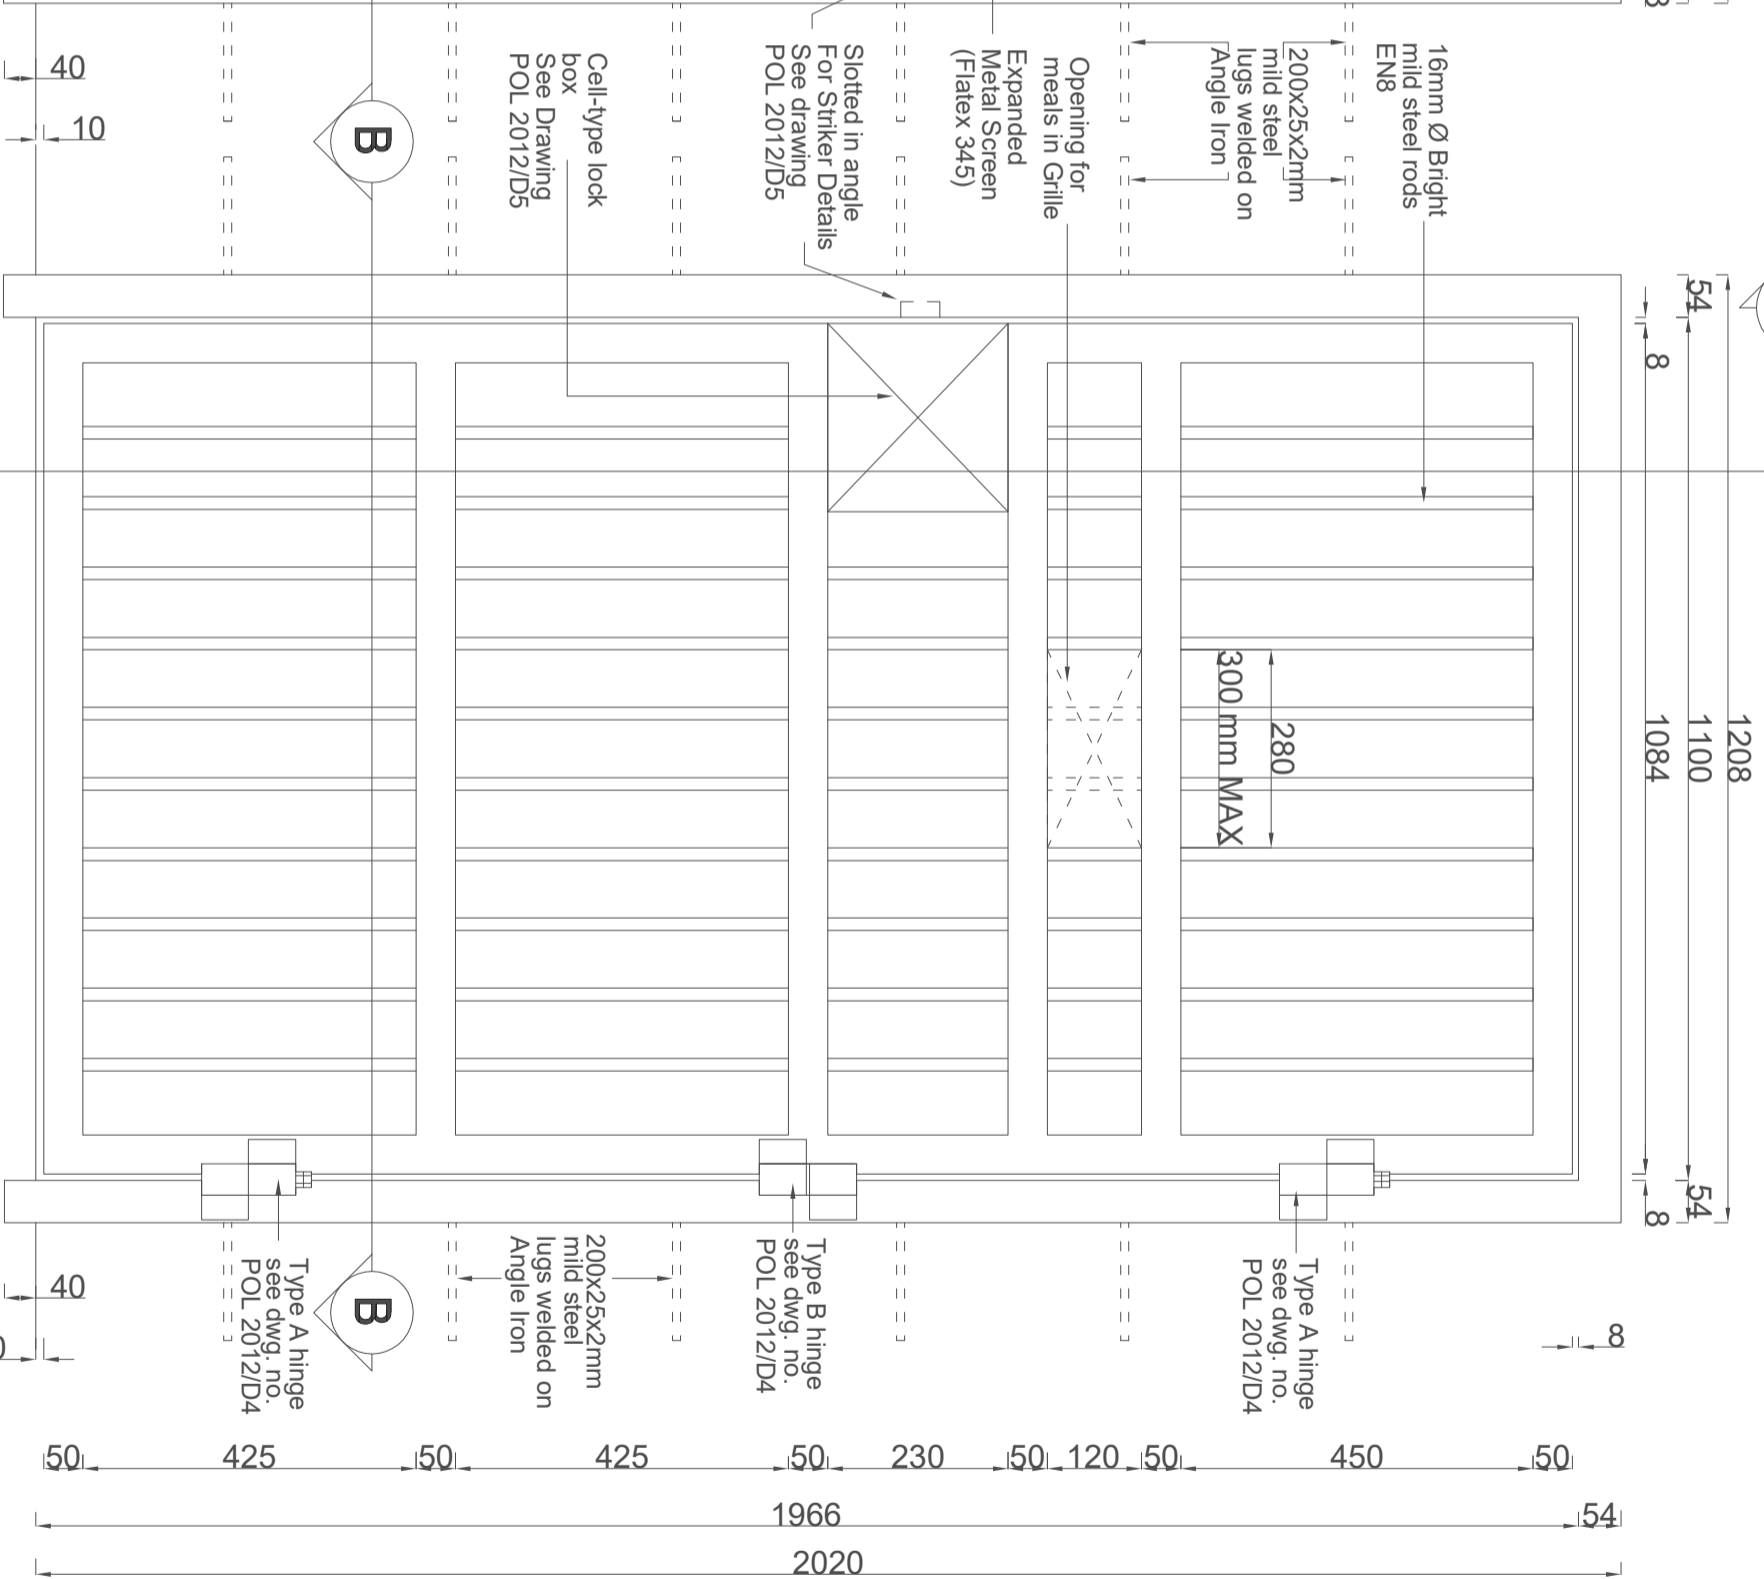 16mm Ø Bright
mild steel rods
EN8
200x25x2mm
mild steel
lugs welded on
Angle Iron
Opening for
meals in Grille
Expanded
Metal Screen
(Flatex 345)
Slotted in angle
For Striker Details
See drawing
POL 2012/D5
Cell-type lock
box
See Drawing
POL 2012/D5
B
40
10
54
8
1208
1100
1084
54
8
280
300 mm MAX
Type A hinge
see dwg. no.
POL 2012/D4
Type B hinge
see dwg. no.
POL 2012/D4
200x25x2mm
mild steel
lugs welded on
Angle Iron
Type A hinge
see dwg. no.
POL 2012/D4
B
40
8
50 425 50 425 50 230 50 120 50 450 50
1966 54
2020